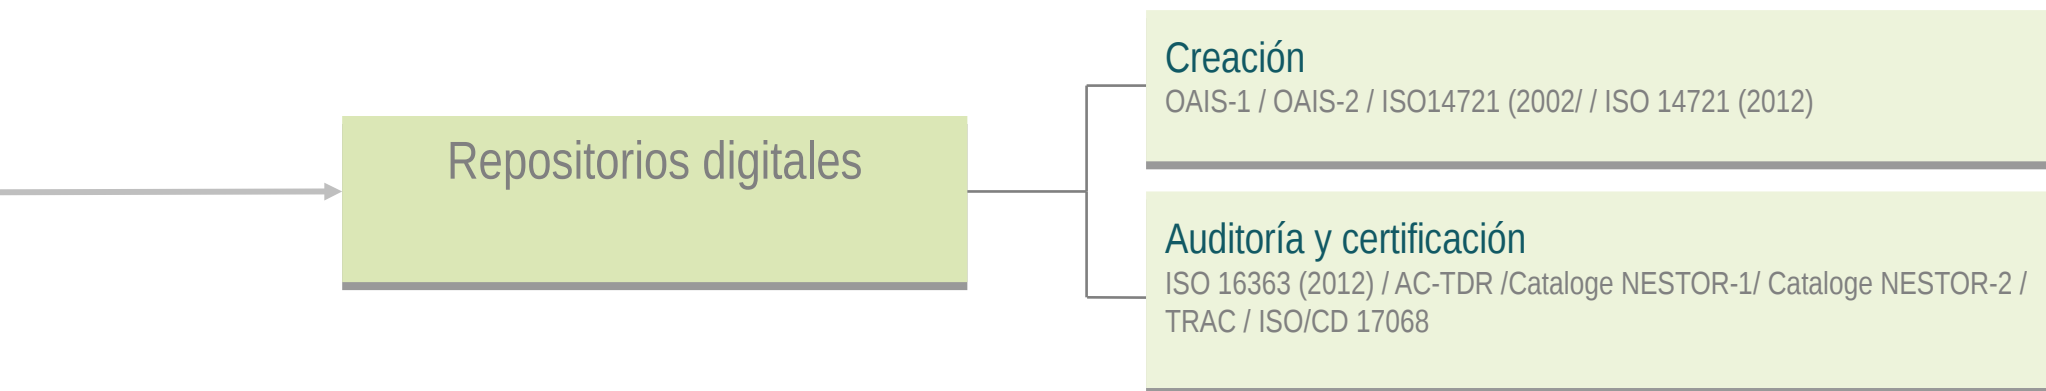 Repositorios digitales
Creación
OAIS-1 / OAIS-2 / ISO14721 (2002/ / ISO 14721 (2012)
Auditoría y certificación
ISO 16363 (2012) / AC-TDR /Cataloge NESTOR-1/ Cataloge NESTOR-2 /
TRAC / ISO/CD 17068